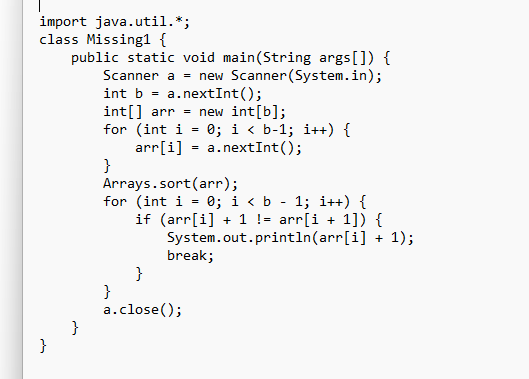 import java.util.*;
class Missing1 {
public static void main(String args[]) {
Scanner a = new Scanner(System.in);
int b = a.nextInt();
int[] arr = new int[b];
for (int i = 0; i < b-1; i++) {
arr[i] = a.nextInt();
}
Arrays.sort(arr);
for (int i = 0; i < b - 1; i++) {
if (arr[i] + 1 != arr[i + 1]) {
System.out.println(arr[i] + 1);
break;
}
}
a.close();
}
}